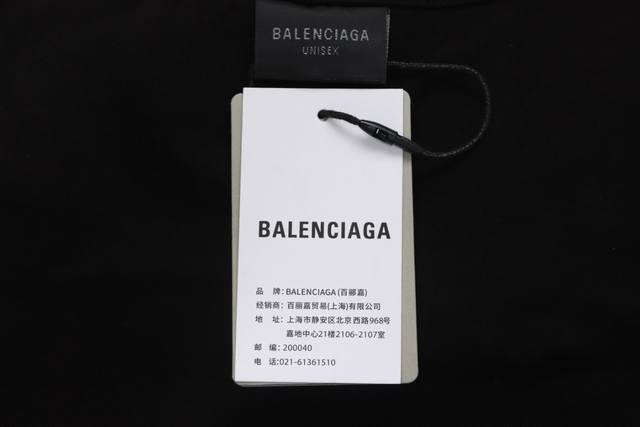 BALENCIAGA
UNISEX
BALENCIAGA
品 牌：BALENCIAGA (百郦嘉)
经销商：百丽嘉贸易(上海)有限公司
地 址：上海市静安区北京西路968号
嘉地中心21楼2106-2107室
邮 编：200040
电 话:021-61361510